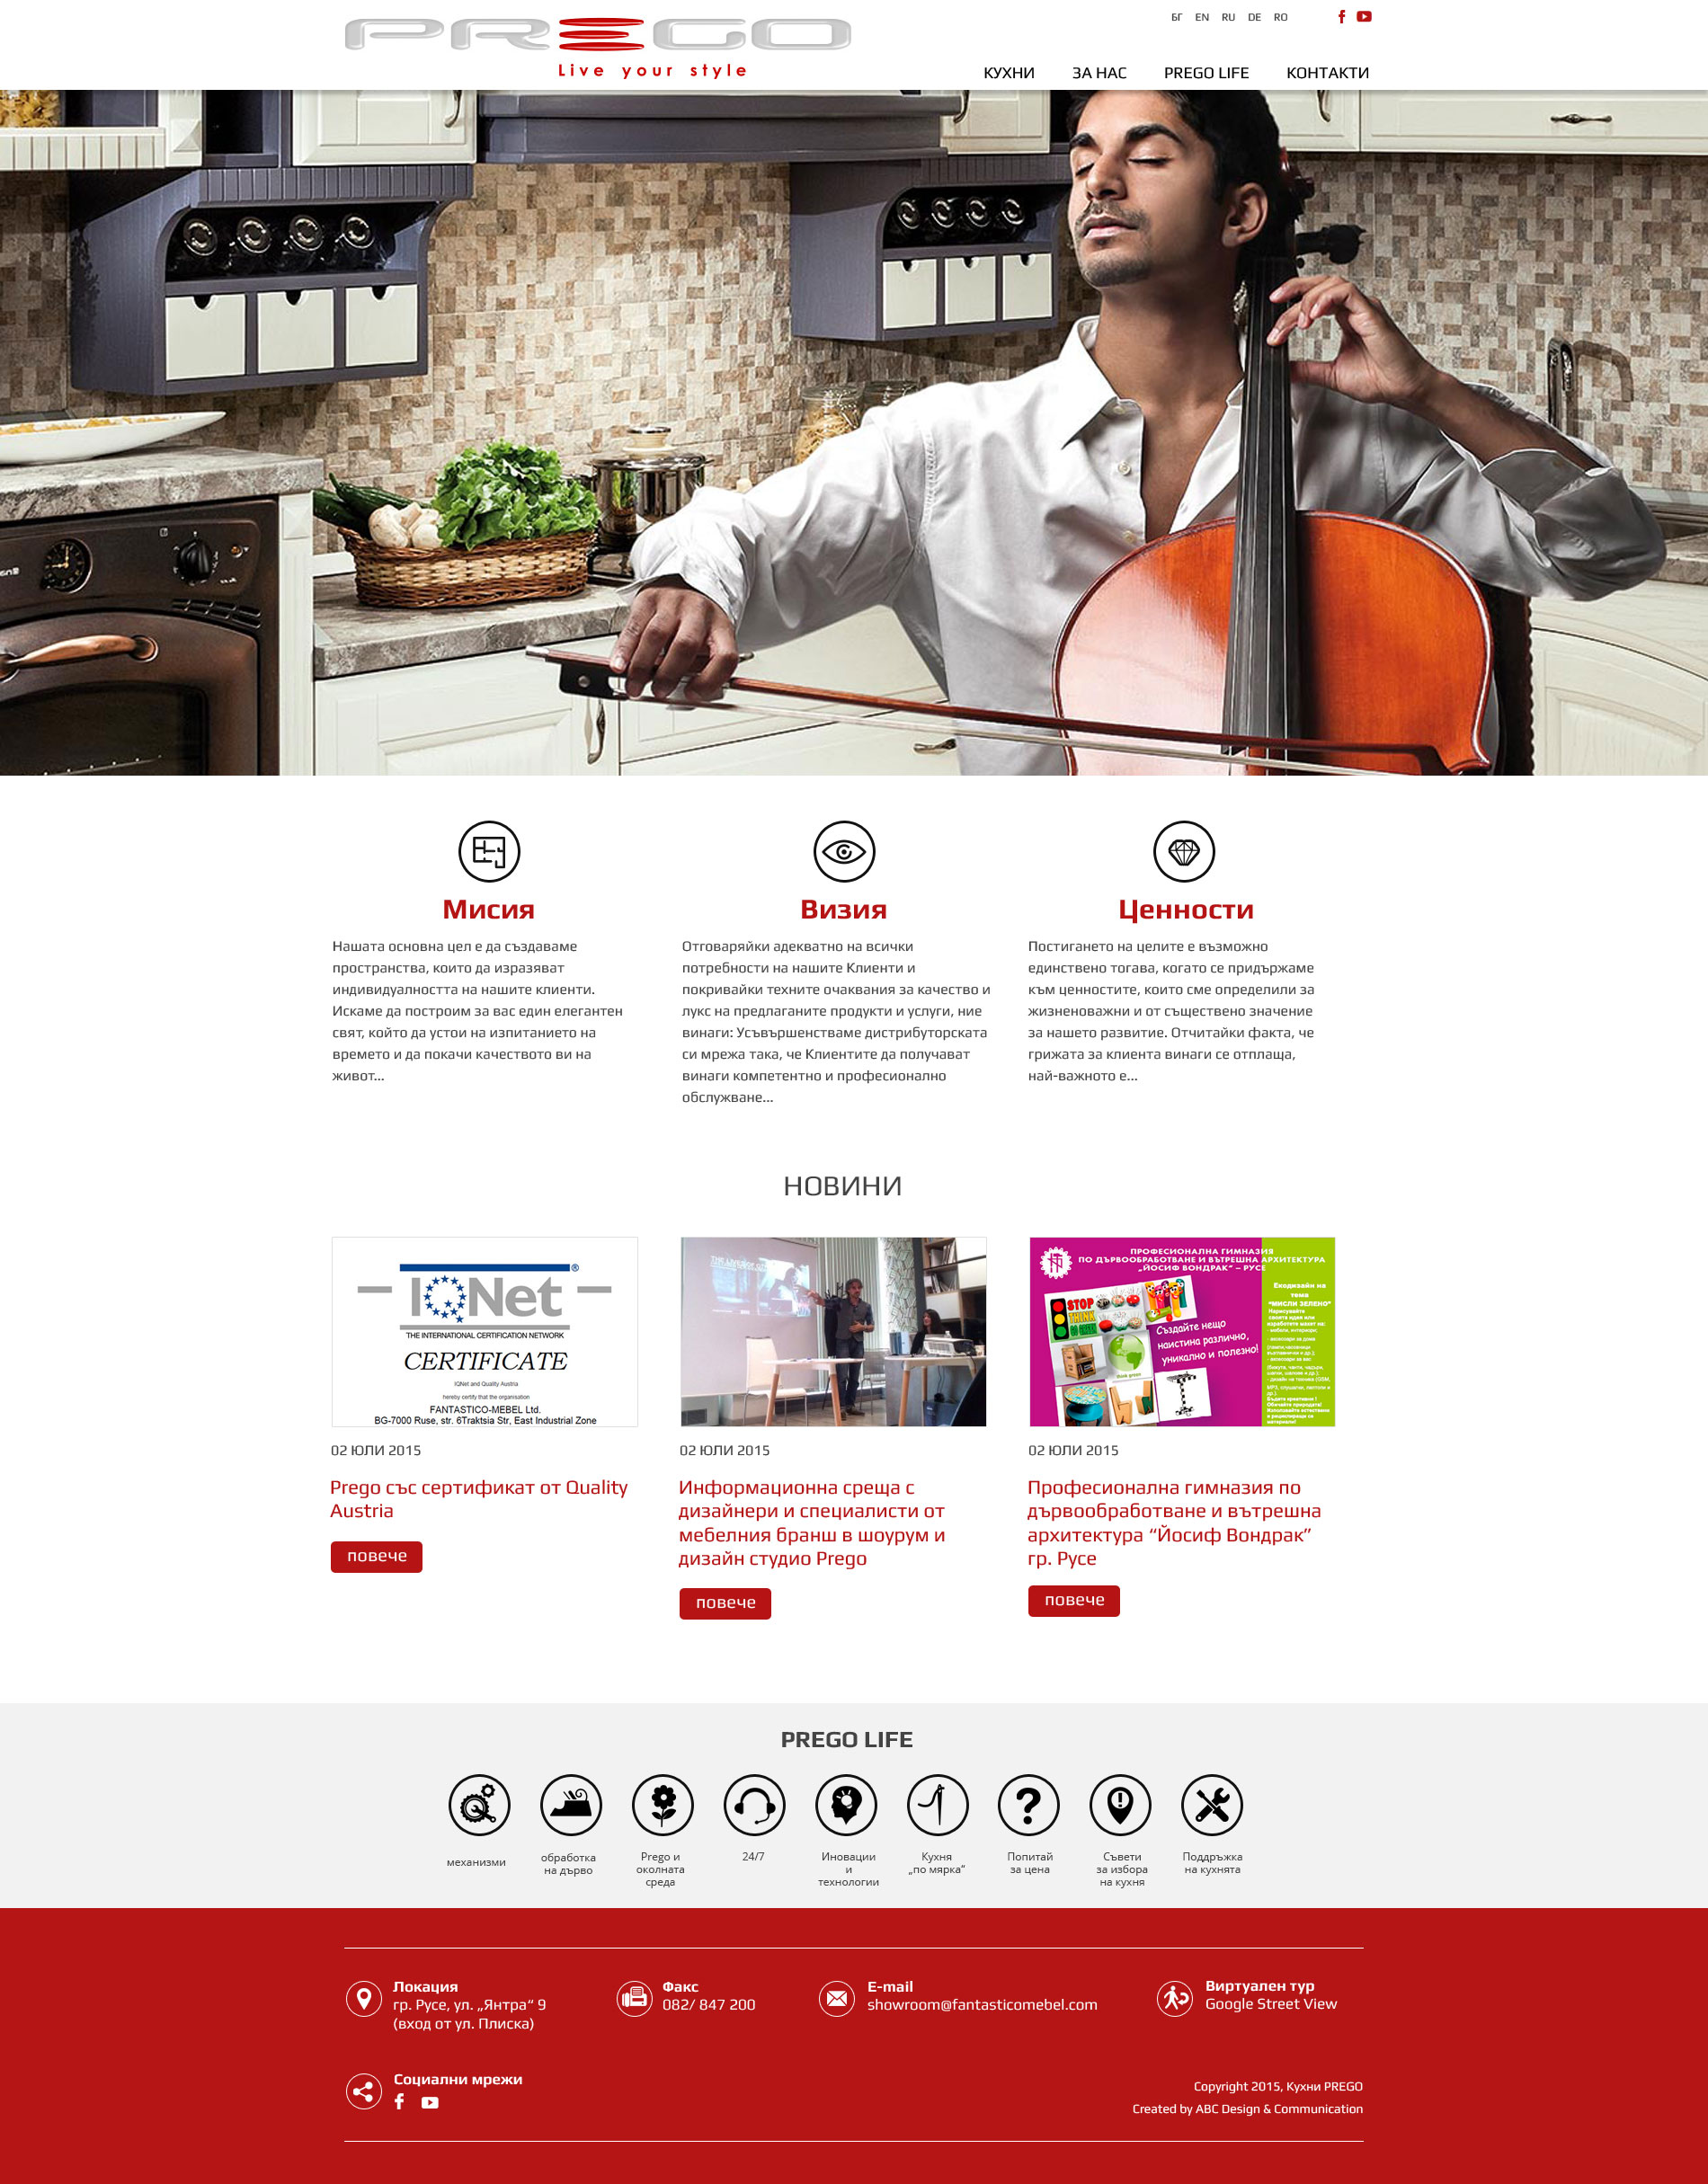 PREGO
Live your style
БГ EN RU DE RO
КУХНИ ЗА НАС PREGO LIFE КОНТАКТИ
Мисия
Нашата основна цел е да създаваме
пространства, които да изразяват
индивидуалността на нашите клиенти.
Искаме да построим за вас един елегантен
свят, който да устои на изпитанието на
времето и да покачи качеството ви на
живот...
Визия
Отговаряйки адекватно на всички
потребности на нашите Клиенти и
покривайки техните очаквания за качество и
лукс на предлаганите продукти и услуги, ние
винаги: Усъвършенстваме дистрибуторската
си мрежа така, че Клиентите да получават
винаги компетентно и професионално
обслужване...
Ценности
Постигането на целите е възможно
единствено тогава, когато се придържаме
към ценностите, които сме определили за
жизненоважни и от съществено значение
за нашето развитие. Отчитайки факта, че
грижата за клиента винаги се отплаща,
най-важното е...
НОВИНИ
IQNet®
THE INTERNATIONAL CERTIFICATION NETWORK
CERTIFICATE
IQNet and Quality Austria
hereby certify that the organisation
FANTASTICO-MEBEL Ltd.
BG-7000 Ruse, str. 6Traktsia Str, East Industrial Zone
02 ЮЛИ 2015
Prego със сертификат от Quality
Austria
повече
02 ЮЛИ 2015
Информационна среща с
дизайнери и специалисти от
мебелния бранш в шоурум и
дизайн студио Prego
повече
ПРОФЕСИОНАЛНА ГИМНАЗИЯ
ПО ДЪРВООБРАБОТВАНЕ И ВЪТРЕШНА АРХИТЕКТУРА
„ЙОСИФ ВОНДРАК“ – РУСЕ
STOP
THINK
GO GREEN
Създайте нещо
наистина различно,
уникално и полезно!
think green
Екодизайн на
тема
"МИСЛИ ЗЕЛЕНО"
02 ЮЛИ 2015
Професионална гимназия по
дървообработване и вътрешна
архитектура “Йосиф Вондрак”
гр. Русе
повече
PREGO LIFE
механизми
обработка
на дърво
Prego и
околната
среда
24/7
Иновации
и
технологии
Кухня
„по мярка“
Попитай
за цена
Съвети
за избора
на кухня
Поддръжка
на кухнята
Локация
гр. Русе, ул. „Янтра“ 9
(вход от ул. Плиска)
Факс
082/ 847 200
E-mail
showroom@fantasticomebel.com
Виртуален тур
Google Street View
Социални мрежи
Copyright 2015, Кухни PREGO
Created by ABC Design & Communication